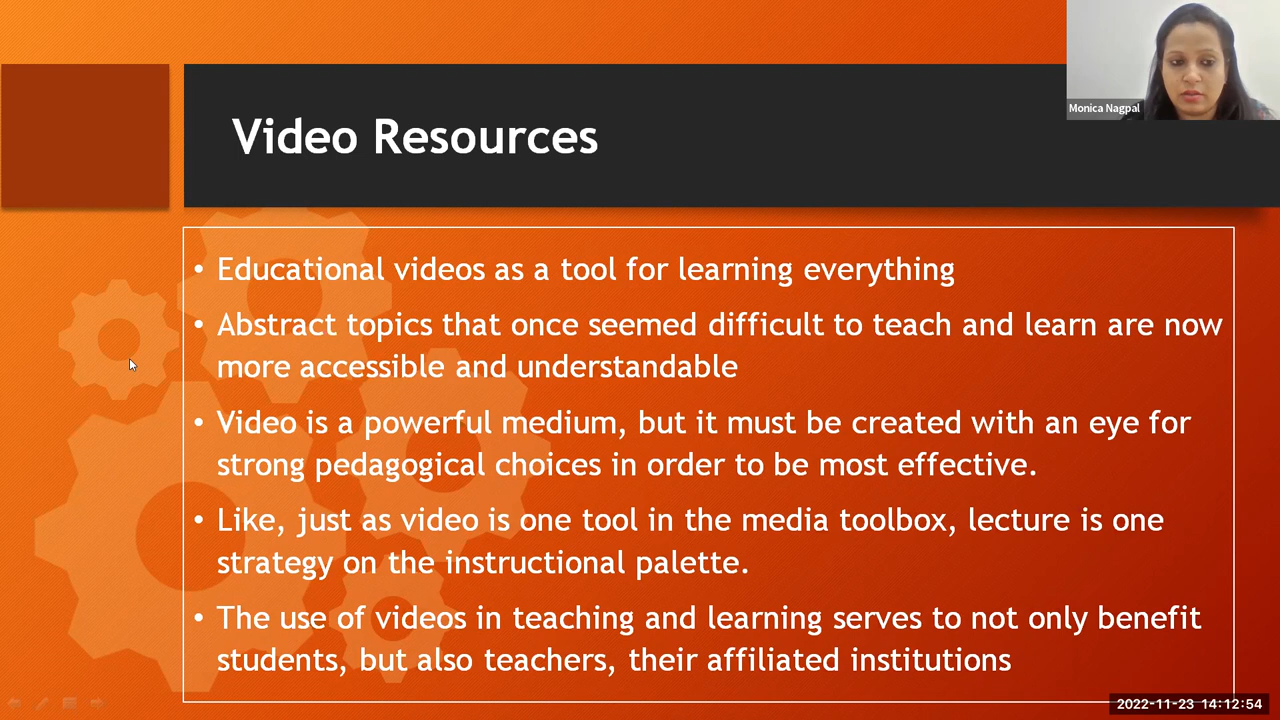 Monica Nagpal
Video Resources
• Educational videos as a tool for learning everything
• Abstract topics that once seemed difficult to teach and learn are now
more accessible and understandable
• Video is a powerful medium, but it must be created with an eye for
strong pedagogical choices in order to be most effective.
• Like, just as video is one tool in the media toolbox, lecture is one
strategy on the instructional palette.
• The use of videos in teaching and learning serves to not only benefit
students, but also teachers, their affiliated institutions
2022-11-23 14:12:54